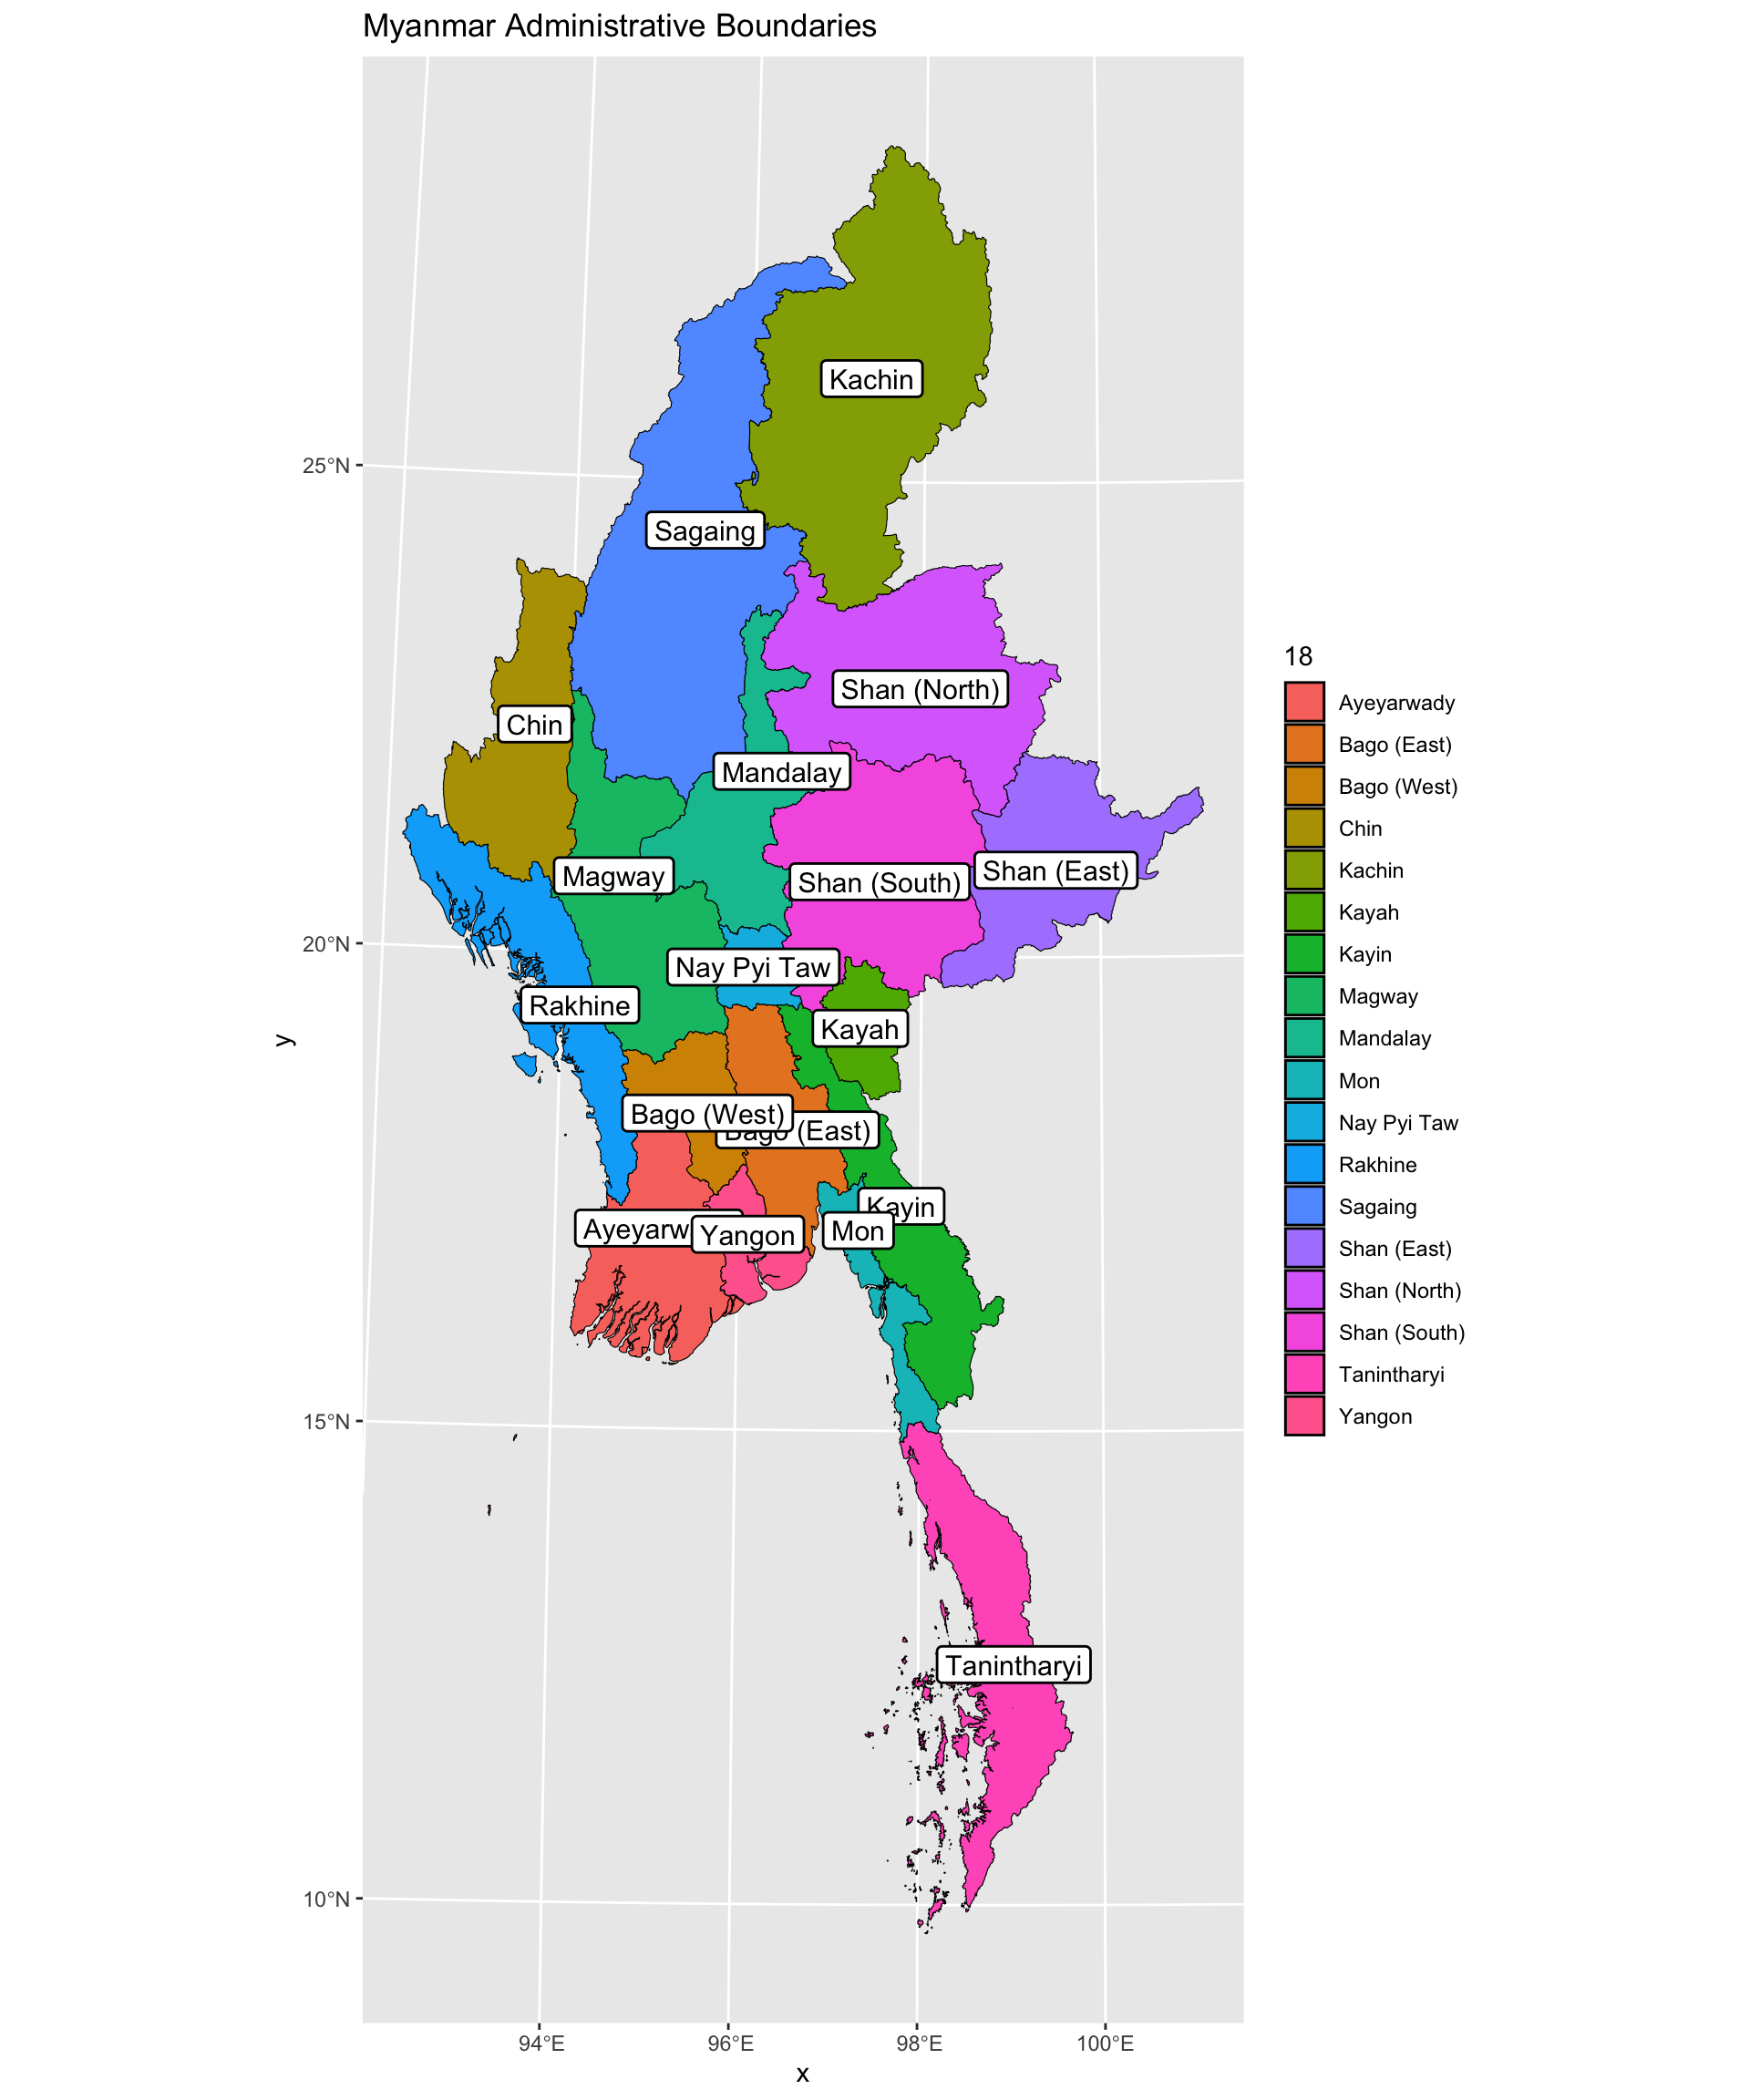 Myanmar Administrative Boundaries
Kachin
25°N
Sagaing
Shan (North)
Chin
Mandalay
Shan (East)
Magway
Shan (South)
20°N
Nay Pyi Taw
Rakhine
Kayah
y
Bago (West)
Bago (East)
Kayin
Ayeyarw
Yangon
Mon
15°N
Tanintharyi
10°N
94°E 96°E 98°E 100°E
x
18
Ayeyarwady
Bago (East)
Bago (West)
Chin
Kachin
Kayah
Kayin
Magway
Mandalay
Mon
Nay Pyi Taw
Rakhine
Sagaing
Shan (East)
Shan (North)
Shan (South)
Tanintharyi
Yangon